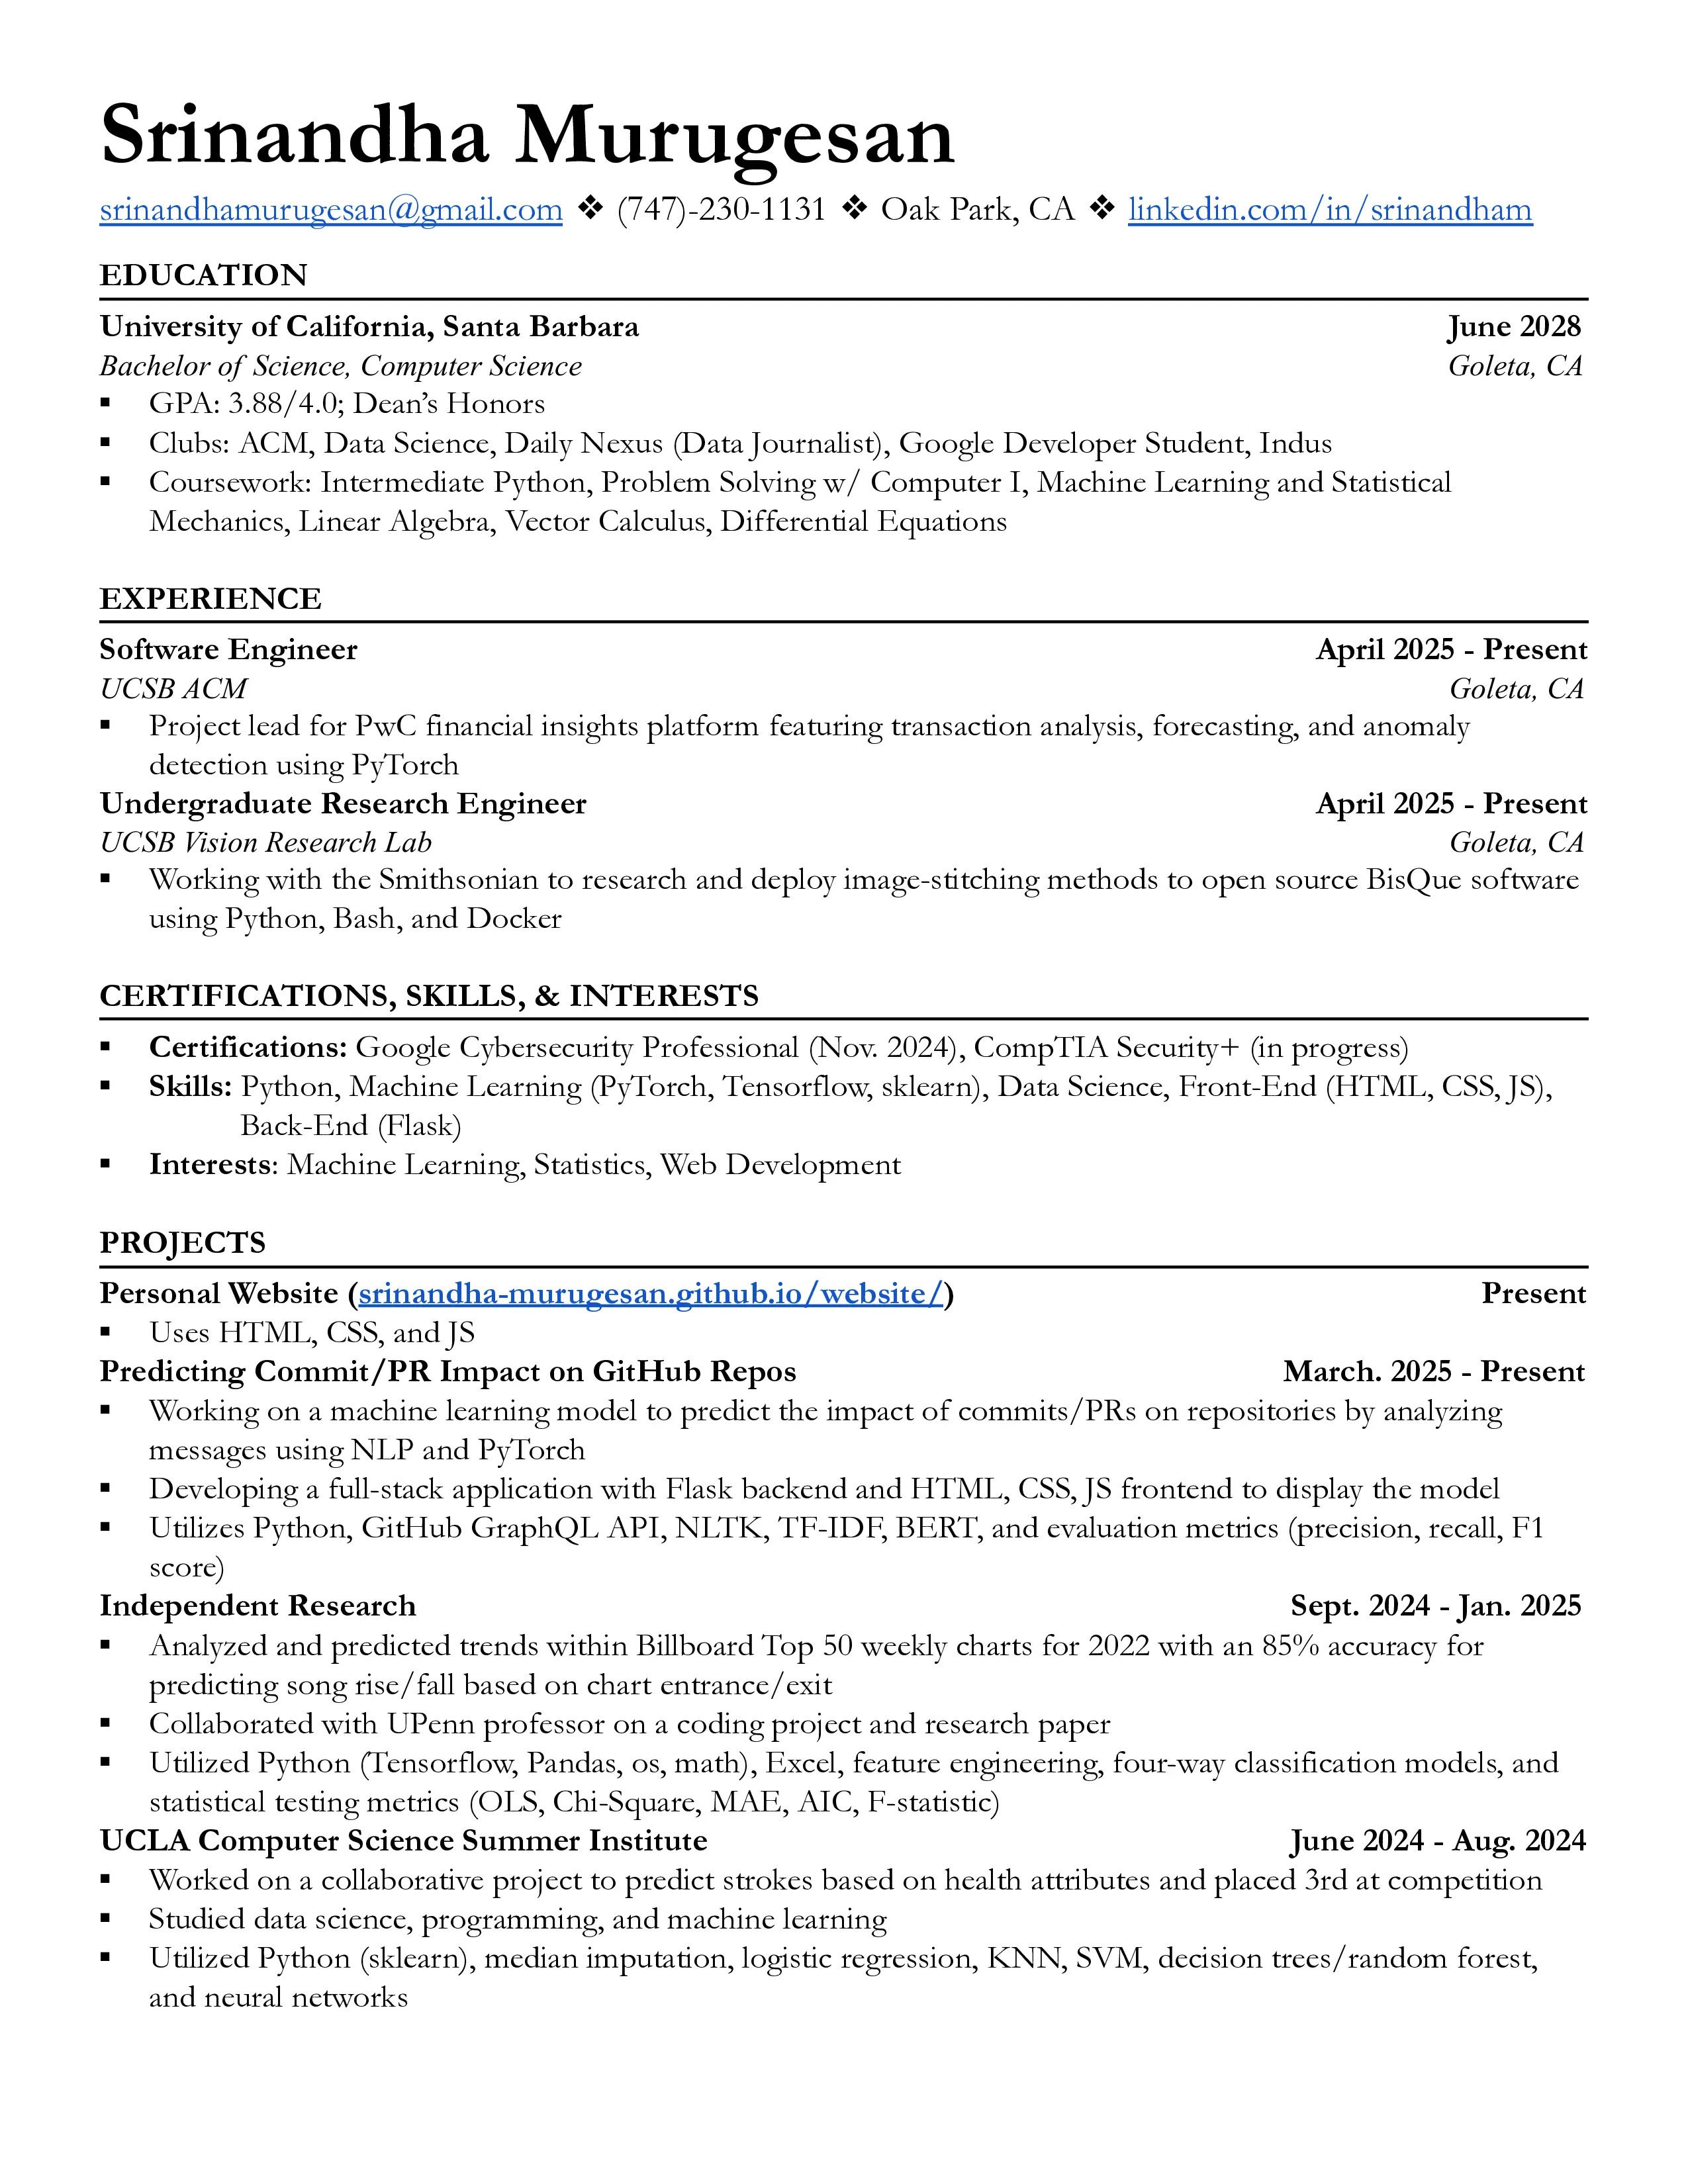 Srinandha Murugesan
srinandhamurugesan@gmail.com ❖ (747)-230-1131 ❖ Oak Park, CA ❖ linkedin.com/in/srinandham
EDUCATION
University of California, Santa Barbara June 2028
Bachelor of Science, Computer Science Goleta, CA
▪ GPA: 3.88/4.0; Dean’s Honors
▪ Clubs: ACM, Data Science, Daily Nexus (Data Journalist), Google Developer Student, Indus
▪ Coursework: Intermediate Python, Problem Solving w/ Computer I, Machine Learning and Statistical
Mechanics, Linear Algebra, Vector Calculus, Differential Equations
EXPERIENCE
Software Engineer April 2025 - Present
UCSB ACM Goleta, CA
▪ Project lead for PwC financial insights platform featuring transaction analysis, forecasting, and anomaly
detection using PyTorch
Undergraduate Research Engineer April 2025 - Present
UCSB Vision Research Lab Goleta, CA
▪ Working with the Smithsonian to research and deploy image-stitching methods to open source BisQue software
using Python, Bash, and Docker
CERTIFICATIONS, SKILLS, & INTERESTS
▪ Certifications: Google Cybersecurity Professional (Nov. 2024), CompTIA Security+ (in progress)
▪ Skills: Python, Machine Learning (PyTorch, Tensorflow, sklearn), Data Science, Front-End (HTML, CSS, JS),
Back-End (Flask)
▪ Interests: Machine Learning, Statistics, Web Development
PROJECTS
Personal Website (srinandha-murugesan.github.io/website/) Present
▪ Uses HTML, CSS, and JS
Predicting Commit/PR Impact on GitHub Repos March. 2025 - Present
▪ Working on a machine learning model to predict the impact of commits/PRs on repositories by analyzing
messages using NLP and PyTorch
▪ Developing a full-stack application with Flask backend and HTML, CSS, JS frontend to display the model
▪ Utilizes Python, GitHub GraphQL API, NLTK, TF-IDF, BERT, and evaluation metrics (precision, recall, F1
score)
Independent Research Sept. 2024 - Jan. 2025
▪ Analyzed and predicted trends within Billboard Top 50 weekly charts for 2022 with an 85% accuracy for
predicting song rise/fall based on chart entrance/exit
▪ Collaborated with UPenn professor on a coding project and research paper
▪ Utilized Python (Tensorflow, Pandas, os, math), Excel, feature engineering, four-way classification models, and
statistical testing metrics (OLS, Chi-Square, MAE, AIC, F-statistic)
UCLA Computer Science Summer Institute June 2024 - Aug. 2024
▪ Worked on a collaborative project to predict strokes based on health attributes and placed 3rd at competition
▪ Studied data science, programming, and machine learning
▪ Utilized Python (sklearn), median imputation, logistic regression, KNN, SVM, decision trees/random forest,
and neural networks